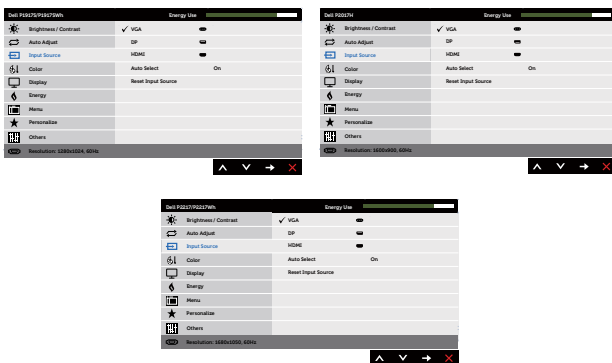 Dell P1917S/P1917SWh Energy Use
Brightness / Contrast ✓ VGA
Auto Adjust DP
Input Source HDMI
Color Auto Select On
Display Reset Input Source
Energy
Menu
Personalize
Others
Resolution: 1280x1024, 60Hz
Dell P2017H Energy Use
Brightness / Contrast ✓ VGA
Auto Adjust DP
Input Source HDMI
Color Auto Select On
Display Reset Input Source
Energy
Menu
Personalize
Others
Resolution: 1600x900, 60Hz
Dell P2217/P2217Wh Energy Use
Brightness / Contrast ✓ VGA
Auto Adjust DP
Input Source HDMI
Color Auto Select On
Display Reset Input Source
Energy
Menu
Personalize
Others
Resolution: 1680x1050, 60Hz